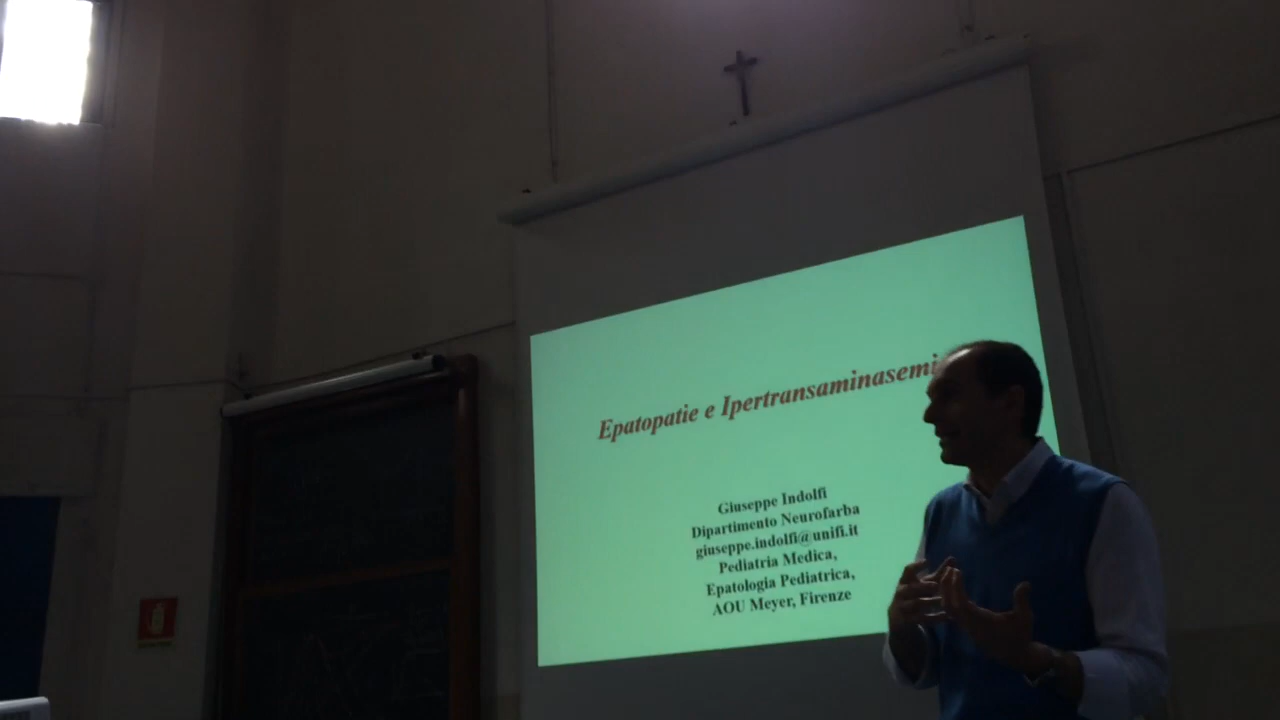 Epatopatie e Ipertransaminasemi
Giuseppe Indolfi
Dipartimento Neurofarba
giuseppe.indolfi@unifi.it
Pediatria Medica,
Epatologia Pediatrica,
AOU Meyer, Firenze